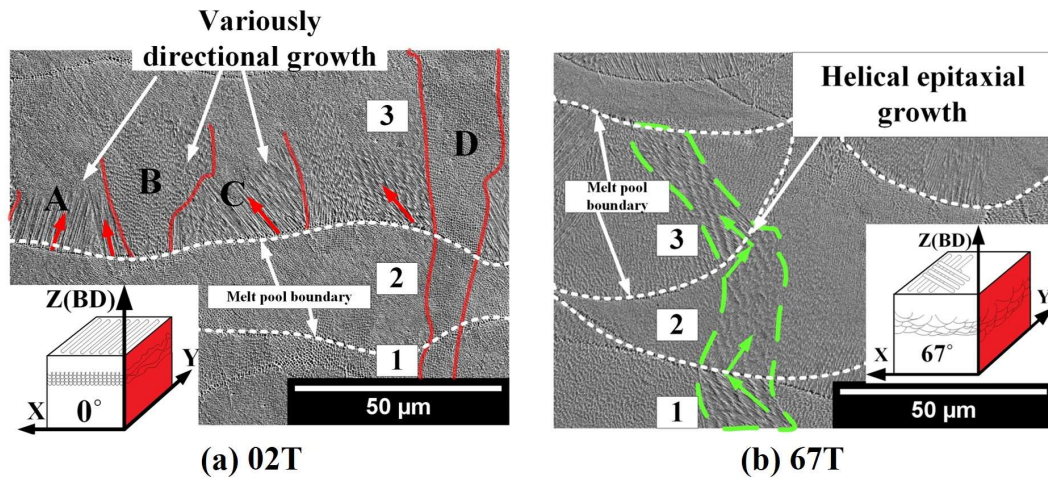 Variously
directional growth
3
D
A
B
C
2
Melt pool boundary
1
Z(BD)
Y
X
0°
50 μm
(a) 02T
Helical epitaxial
growth
Melt pool
boundary
3
2
1
Z(BD)
Y
X
67°
50 μm
(b) 67T